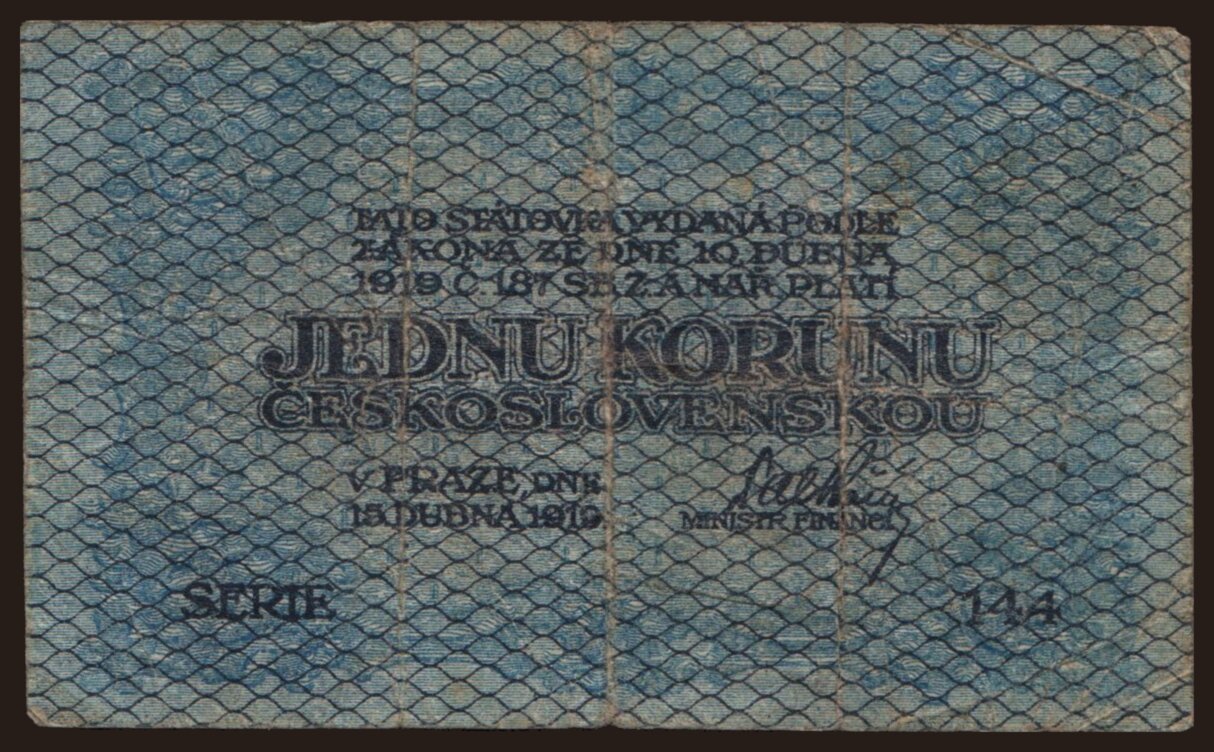 TATO STÁTOVKA VYDANÁ PODLE
ZÁKONA ZE DNE 10. DUBNA
1919 Č. 187 SB. Z. A NAŘ. PLATÍ
JEDNU KORUNU
ČESKOSLOVENSKOU
V PRAZE, DNE
15. DUBNA 1919
MINISTR FINANCÍ
SERIE 144